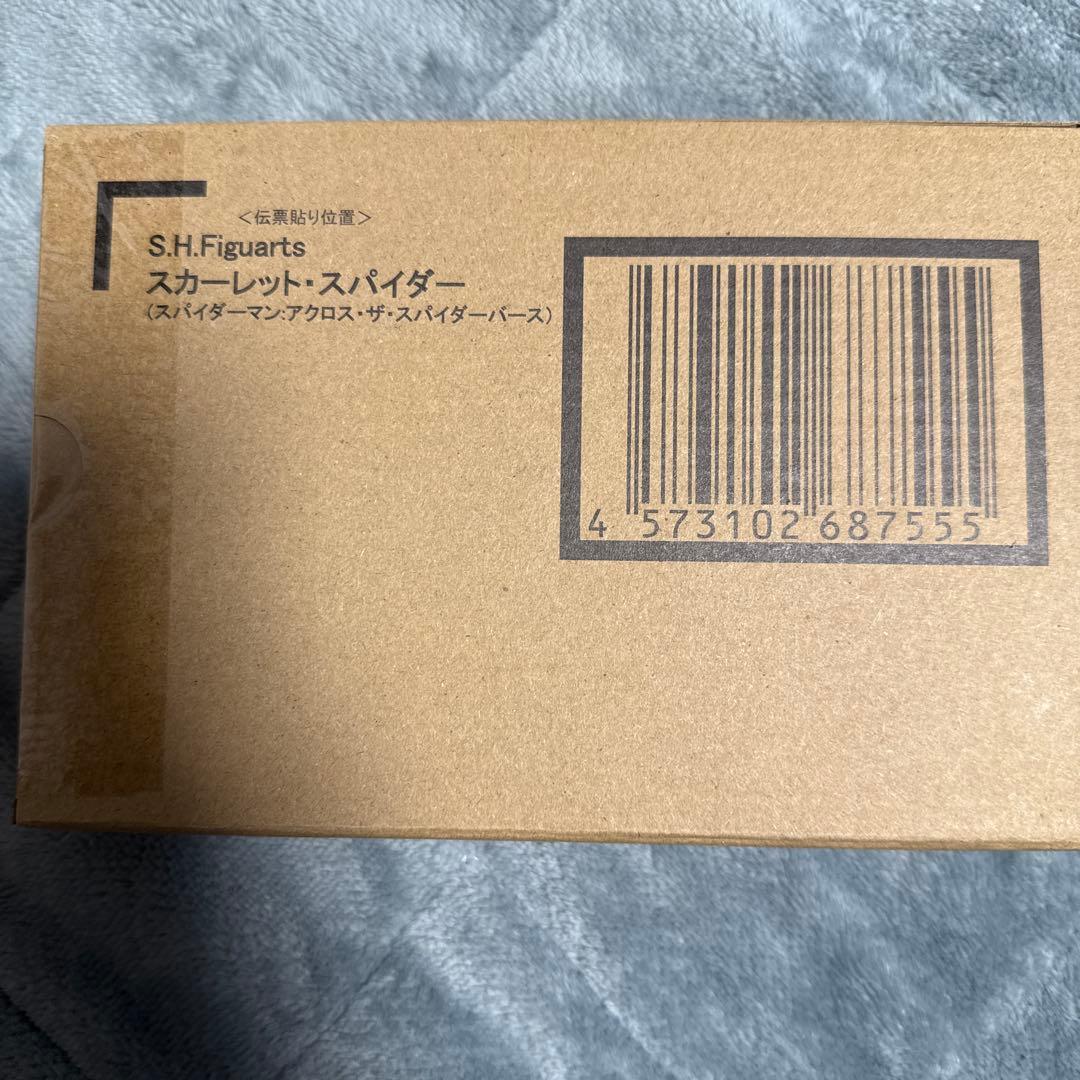 ＜伝票貼り位置＞
S.H.Figuarts
スカーレット・スパイダー
(スパイダーマン:アクロス・ザ・スパイダーバース)
4 573102 687555